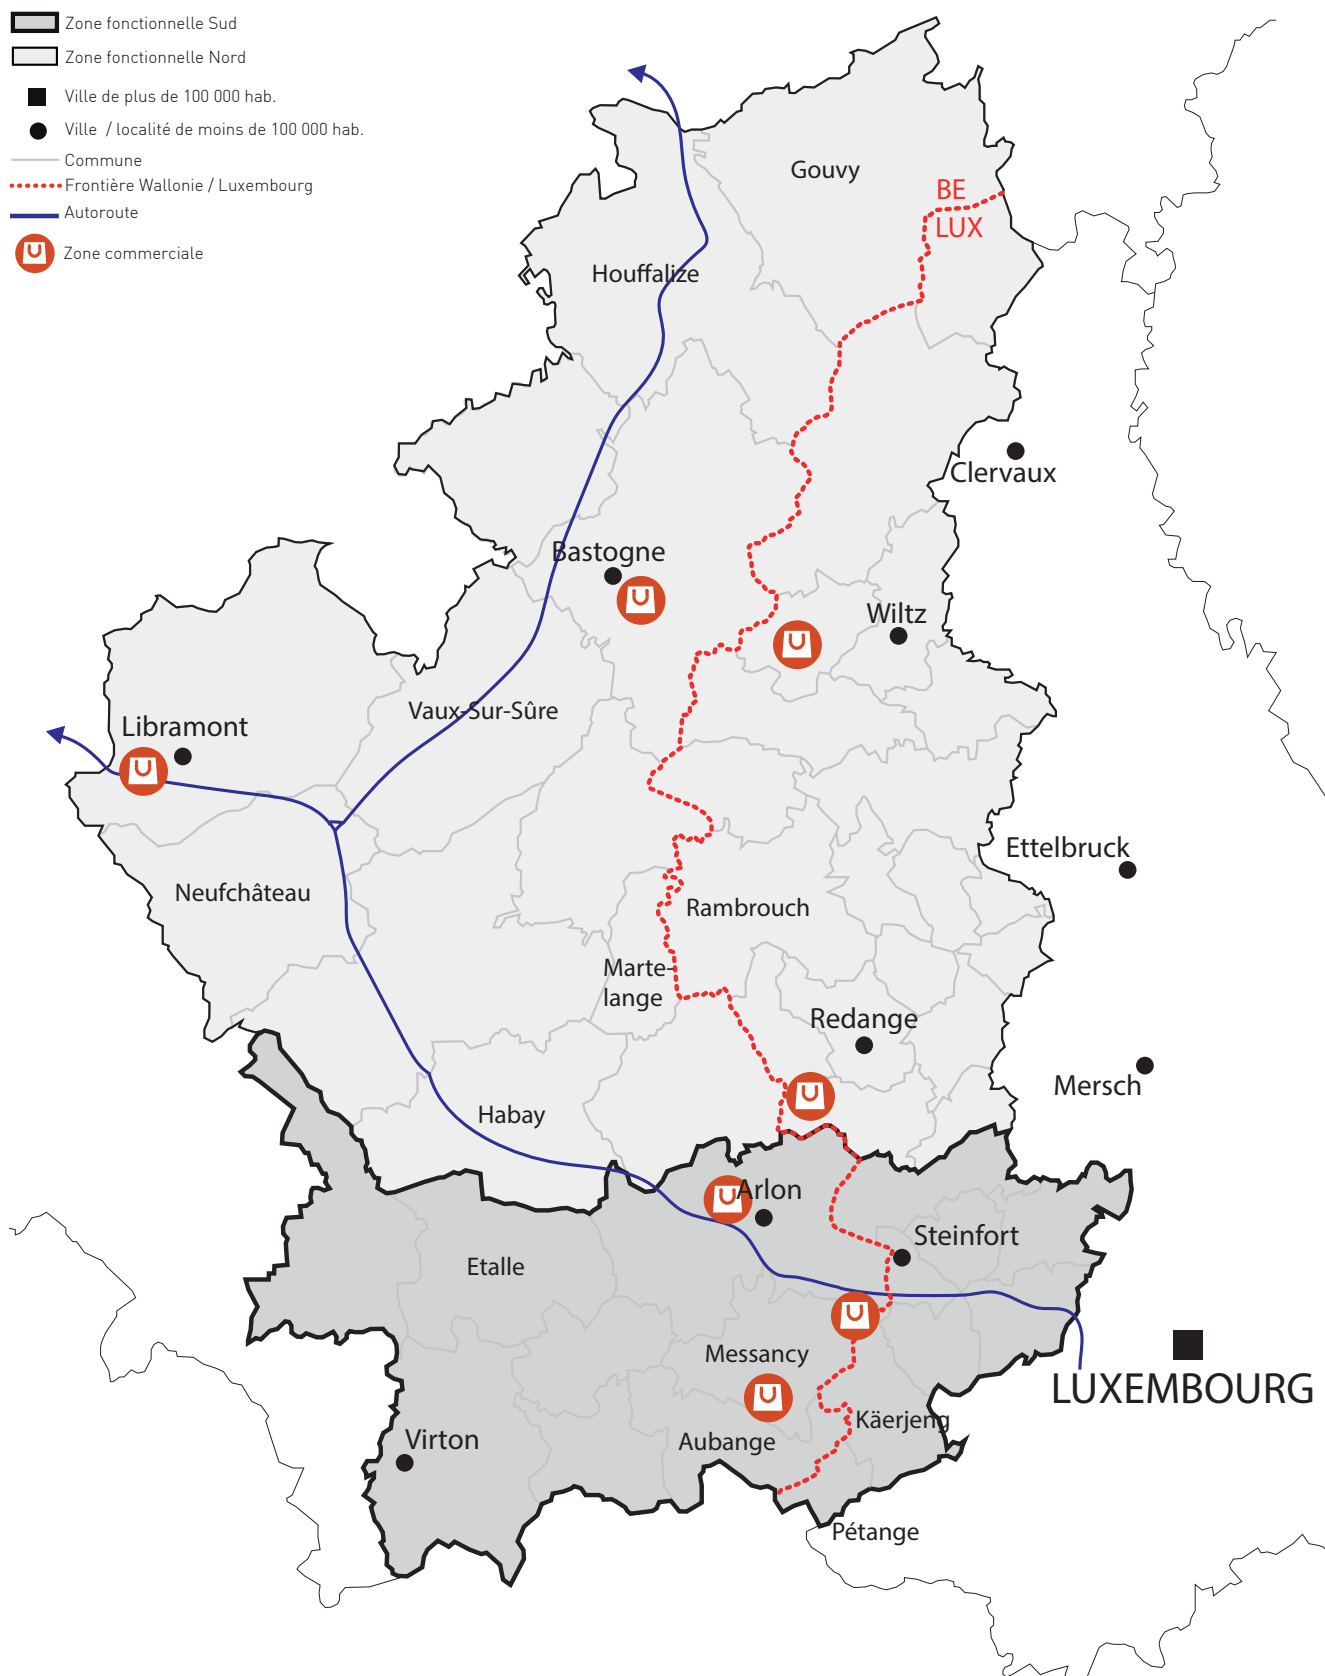 Zone fonctionnelle Sud
Zone fonctionnelle Nord
Ville de plus de 100 000 hab.
Ville / localité de moins de 100 000 hab.
Commune
Frontière Wallonie / Luxembourg
Autoroute
Zone commerciale
Gouvy
BE
LUX
Houffalize
Clervaux
Bastogne
Wiltz
Vaux-Sur-Sûre
Libramont
Ettelbruck
Neufchâteau
Rambrouch
Marte-
lange
Redange
Mersch
Habay
Arlon
Steinfort
Etalle
Messancy
LUXEMBOURG
Käerjeng
Virton
Aubange
Pétange